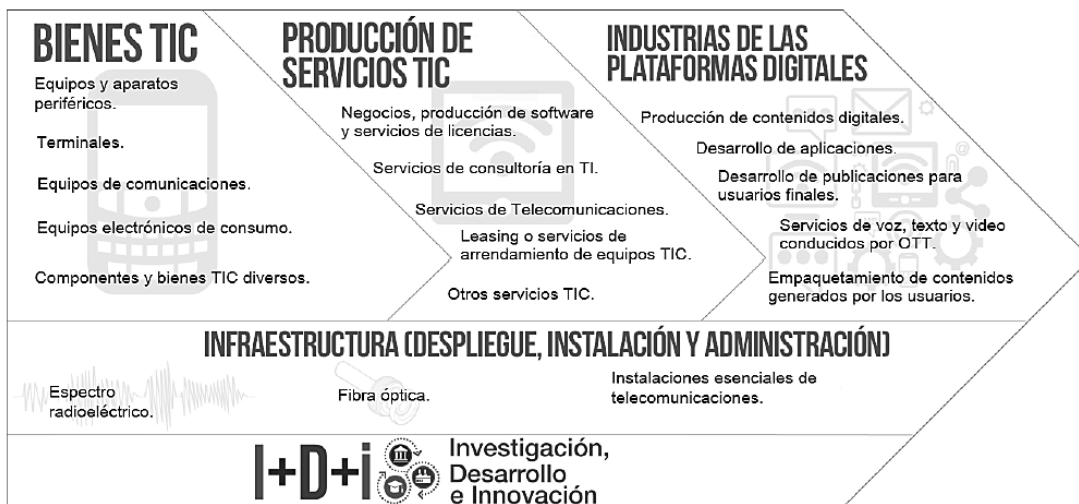 BIENES TIC
Equipos y aparatos
periféricos.
Terminales.
Equipos de comunicaciones.
Equipos electrónicos de consumo.
Componentes y bienes TIC diversos.
PRODUCCIÓN DE
SERVICIOS TIC
Negocios, producción de software
y servicios de licencias.
Servicios de consultoría en TI.
Servicios de Telecomunicaciones.
Leasing o servicios de
arrendamiento de equipos TIC.
Otros servicios TIC.
INDUSTRIAS DE LAS
PLATAFORMAS DIGITALES
Producción de contenidos digitales.
Desarrollo de aplicaciones.
Desarrollo de publicaciones para
usuarios finales.
Servicios de voz, texto y video
conducidos por OTT.
Empaquetamiento de contenidos
generados por los usuarios.
INFRAESTRUCTURA (DESPLIEGUE, INSTALACIÓN Y ADMINISTRACIÓN)
Espectro
radioeléctrico.
Fibra óptica.
Instalaciones esenciales de
telecomunicaciones.
I+D+i
Investigación,
Desarrollo
e Innovación